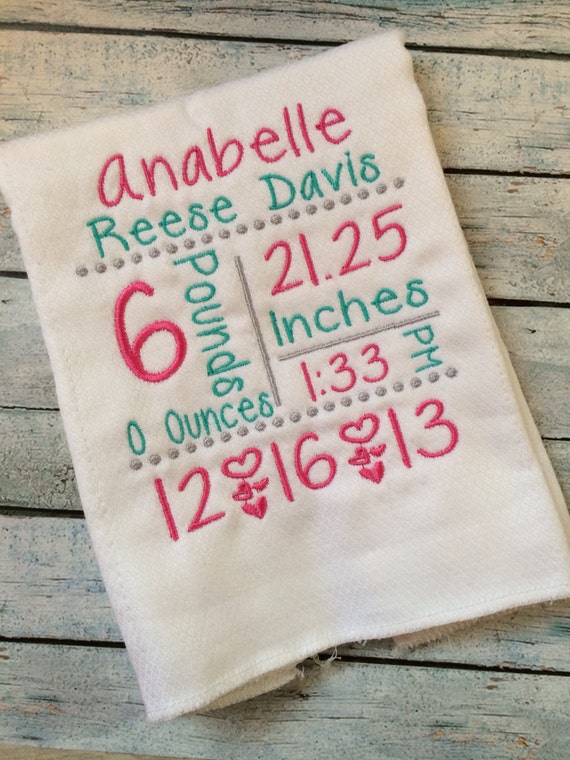 Anabelle
Reese Davis
6 Pounds
0 Ounces
21.25
Inches
1:33 PM
12 16 13